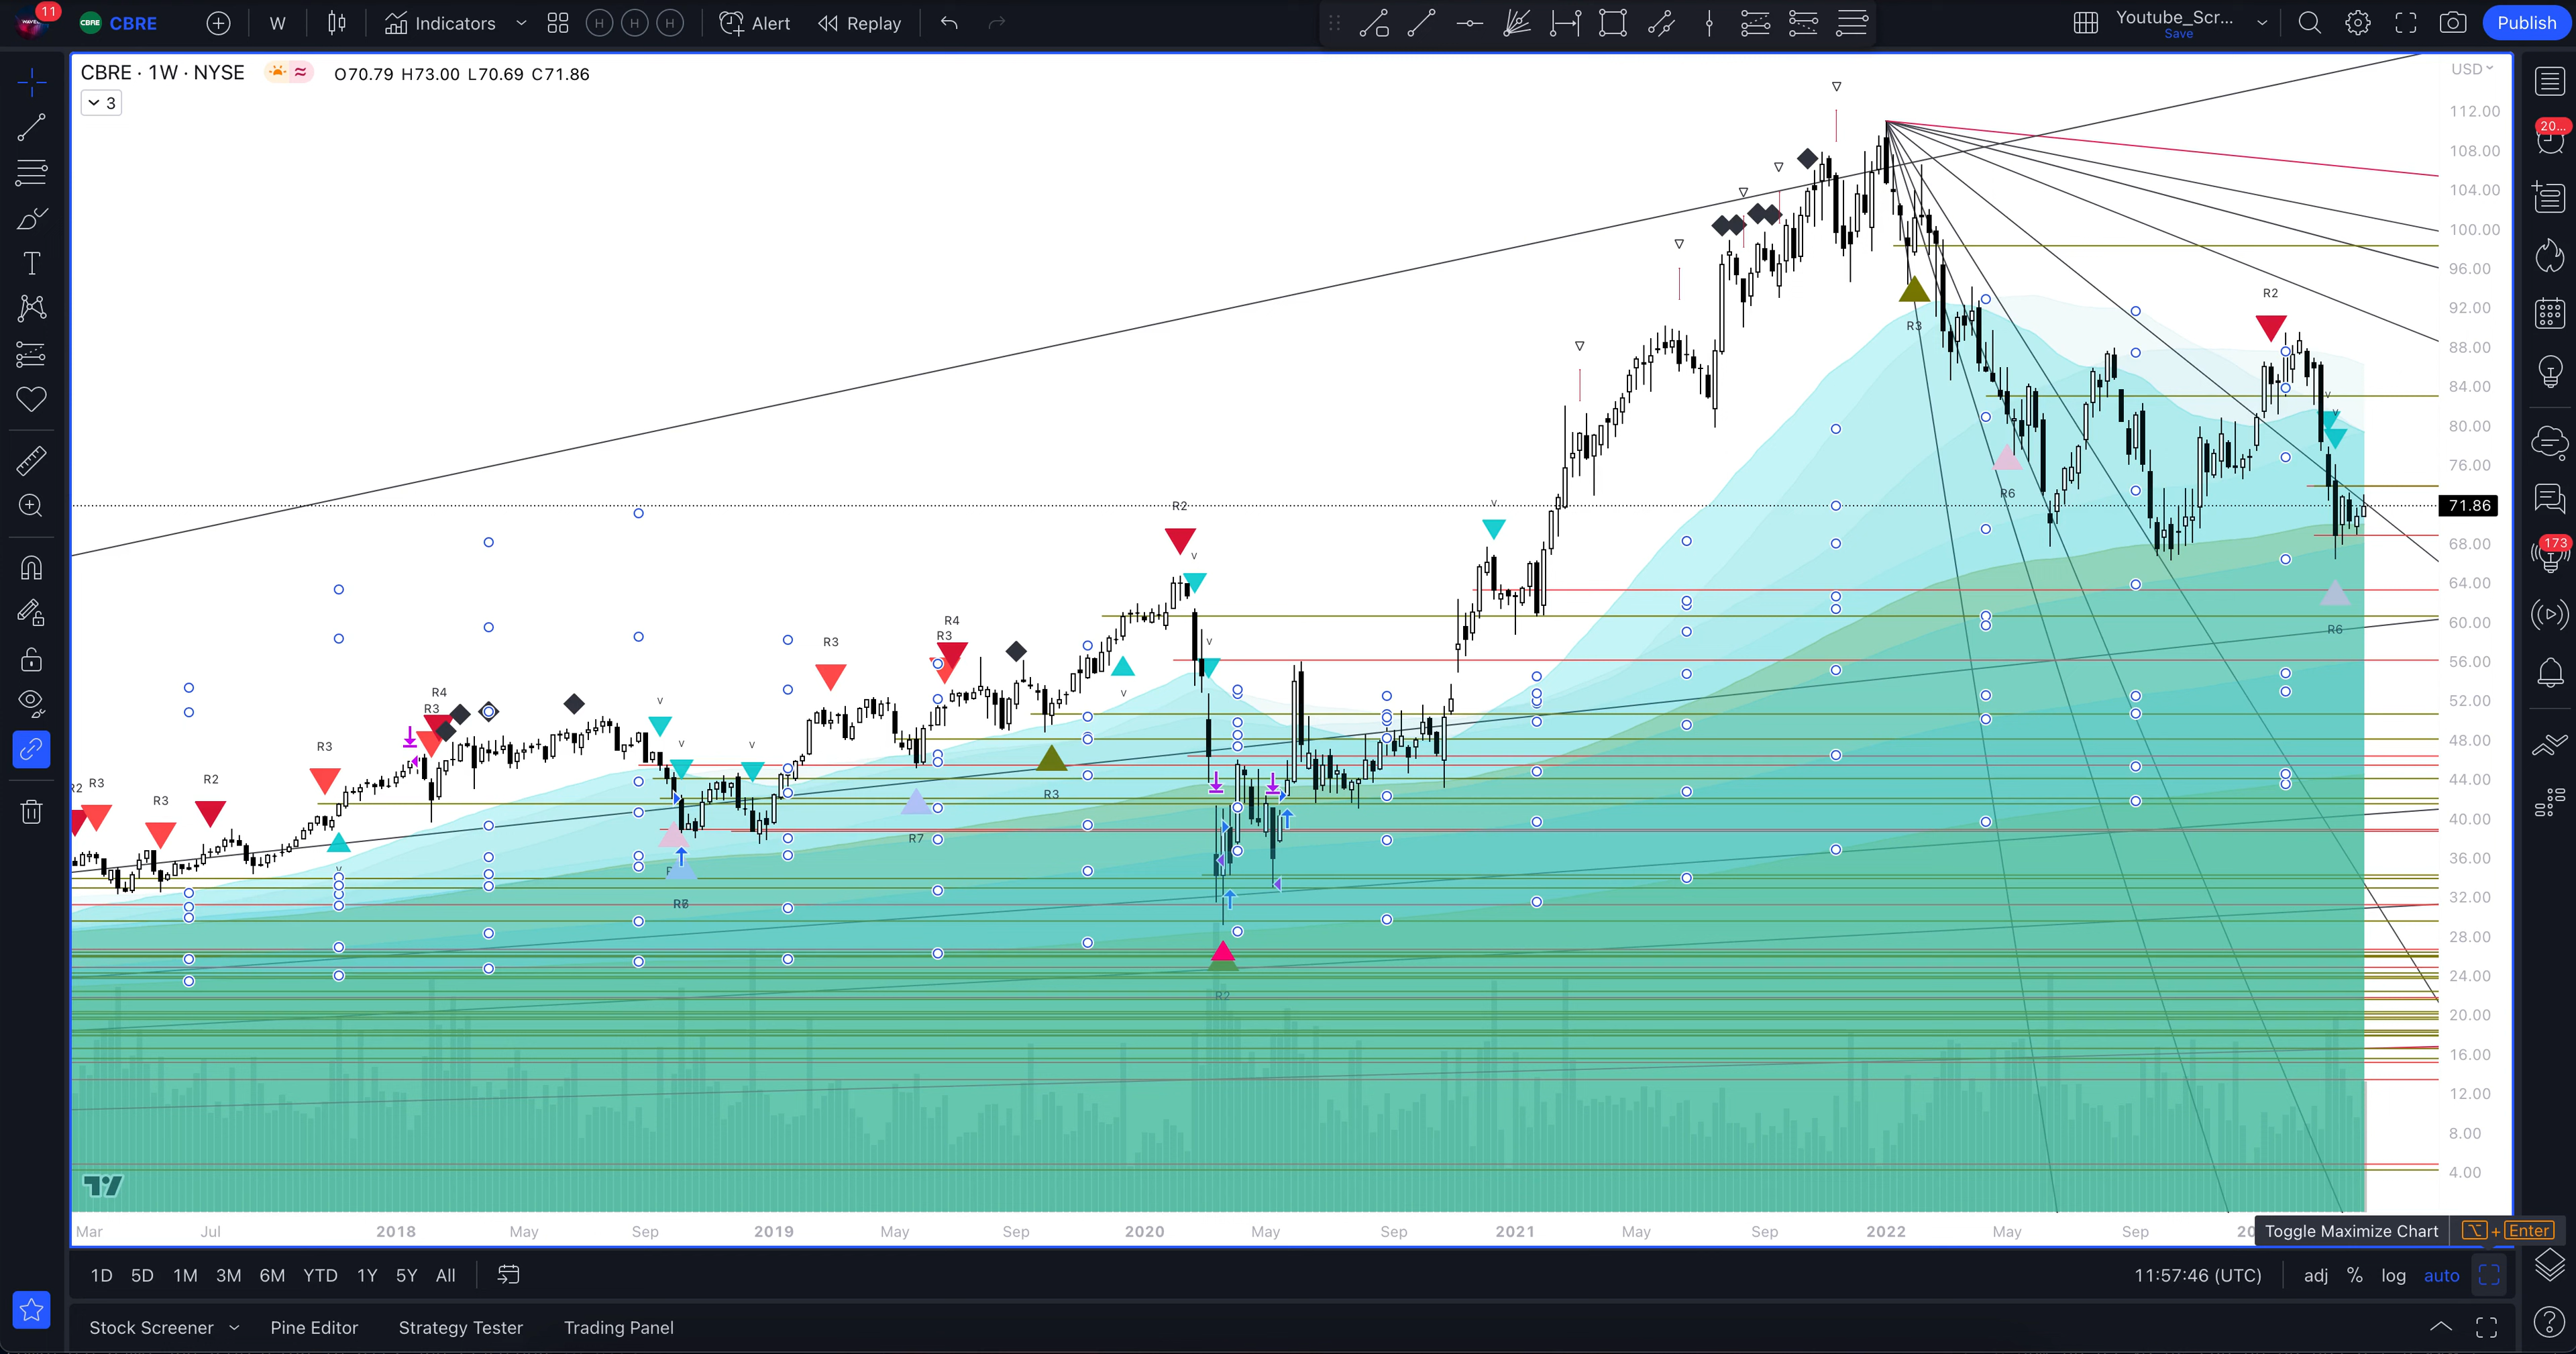 11
CBRE CBRE W Indicators H H H Alert Replay Youtube_Scr... Save Publish
CBRE · 1W · NYSE O70.79 H73.00 L70.69 C71.86
3
USD
112.00
108.00
104.00
100.00
96.00
92.00
88.00
84.00
80.00
76.00
71.86
68.00
64.00
60.00
56.00
52.00
48.00
44.00
40.00
36.00
32.00
28.00
24.00
20.00
16.00
12.00
8.00
4.00
20...
173
R2
R3
R6
R2
R6
R4
R3
R3
R4
R3
R3
R2
R2 R3
R3
R3
R7
R2
Mar Jul 2018 May Sep 2019 May Sep 2020 May Sep 2021 May Sep 2022 May Sep 20
Toggle Maximize Chart ⌥ + Enter
1D 5D 1M 3M 6M YTD 1Y 5Y All 11:57:46 (UTC) adj % log auto
Stock Screener Pine Editor Strategy Tester Trading Panel